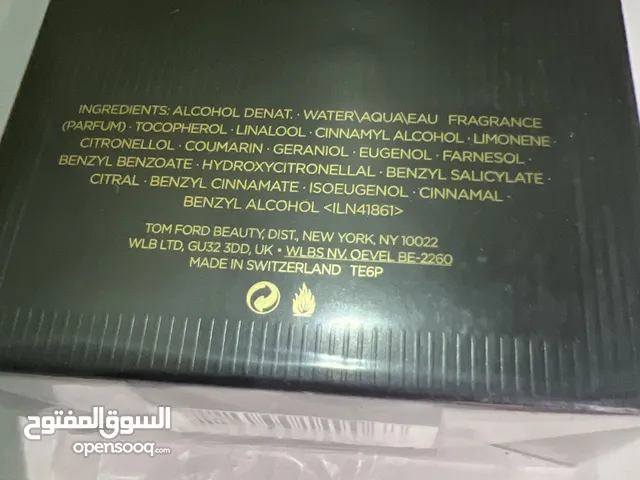 INGREDIENTS: ALCOHOL DENAT. · WATER\AQUA\EAU FRAGRANCE
(PARFUM) · TOCOPHEROL · LINALOOL · CINNAMYL ALCOHOL · LIMONENE ·
CITRONELLOL · COUMARIN · GERANIOL · EUGENOL · FARNESOL ·
BENZYL BENZOATE · HYDROXYCITRONELLAL · BENZYL SALICYLATE ·
CITRAL · BENZYL CINNAMATE · ISOEUGENOL · CINNAMAL ·
BENZYL ALCOHOL <ILN41861>
TOM FORD BEAUTY, DIST., NEW YORK, NY 10022
WLB LTD, GU32 3DD, UK · WLBS NV, OEVEL BE-2260
MADE IN SWITZERLAND TE6P
السوق المفتوح
opensooq.com